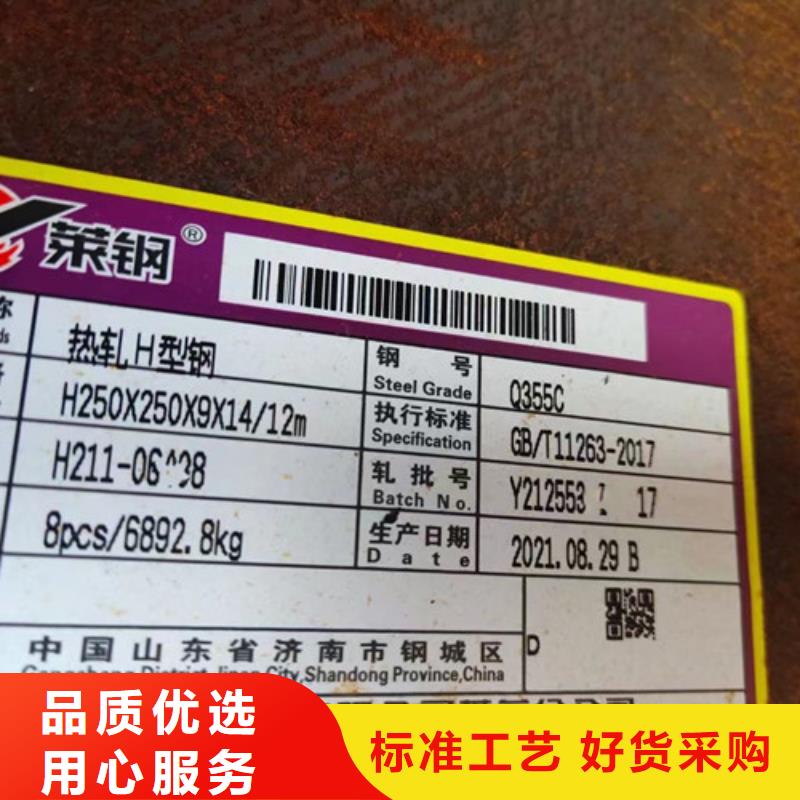 莱钢®
热轧H型钢
钢号
Steel Grade
Q355C
H250X250X9X14/12m
执行标准
Specification
GB/T11263-2017
轧批号
Batch No.
Y212553 17
8pcs/6892.8kg
生产日期
Date
2021.08.29 B
D
中国山东省济南市钢城区
Shandong Province,China
品质优选
用心服务
标准工艺 好货采购